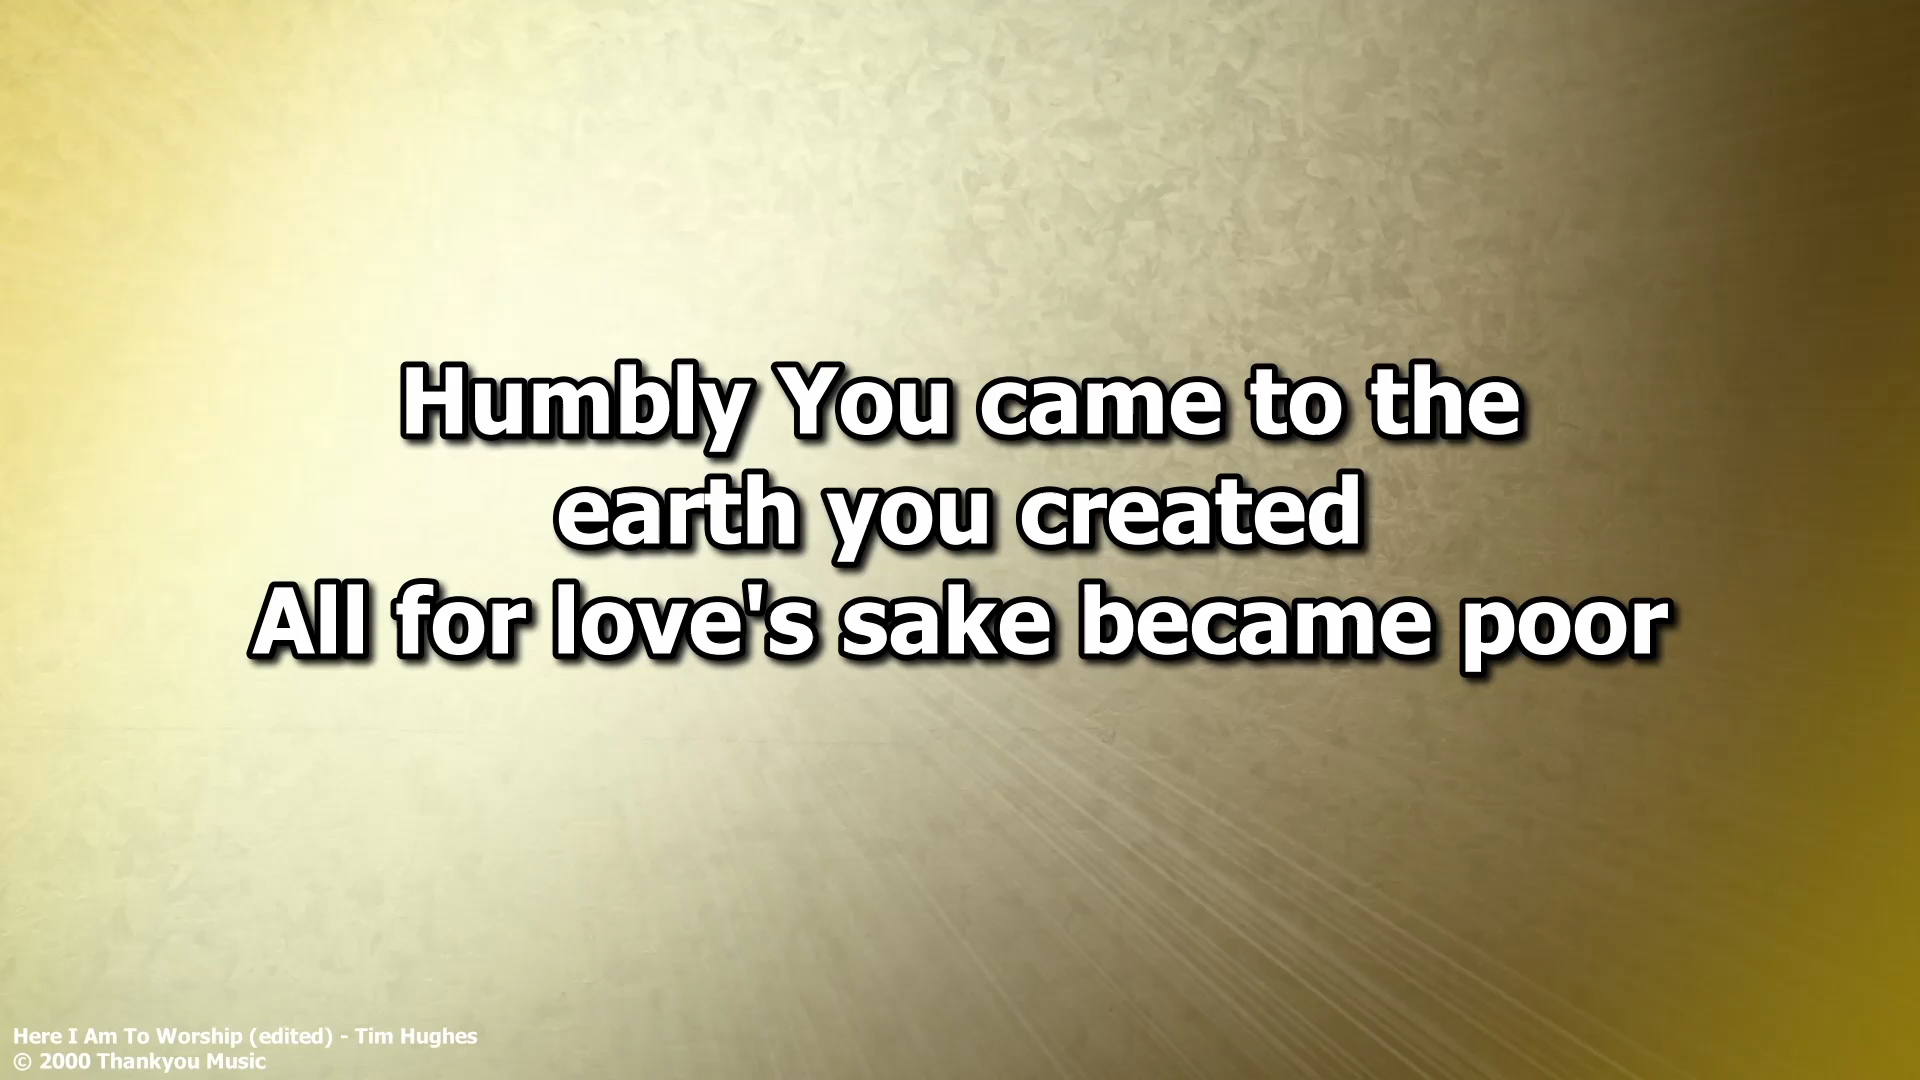 Humbly You came to the
earth you created
All for love's sake became poor
Here I Am To Worship (edited) - Tim Hughes
© 2000 Thankyou Music